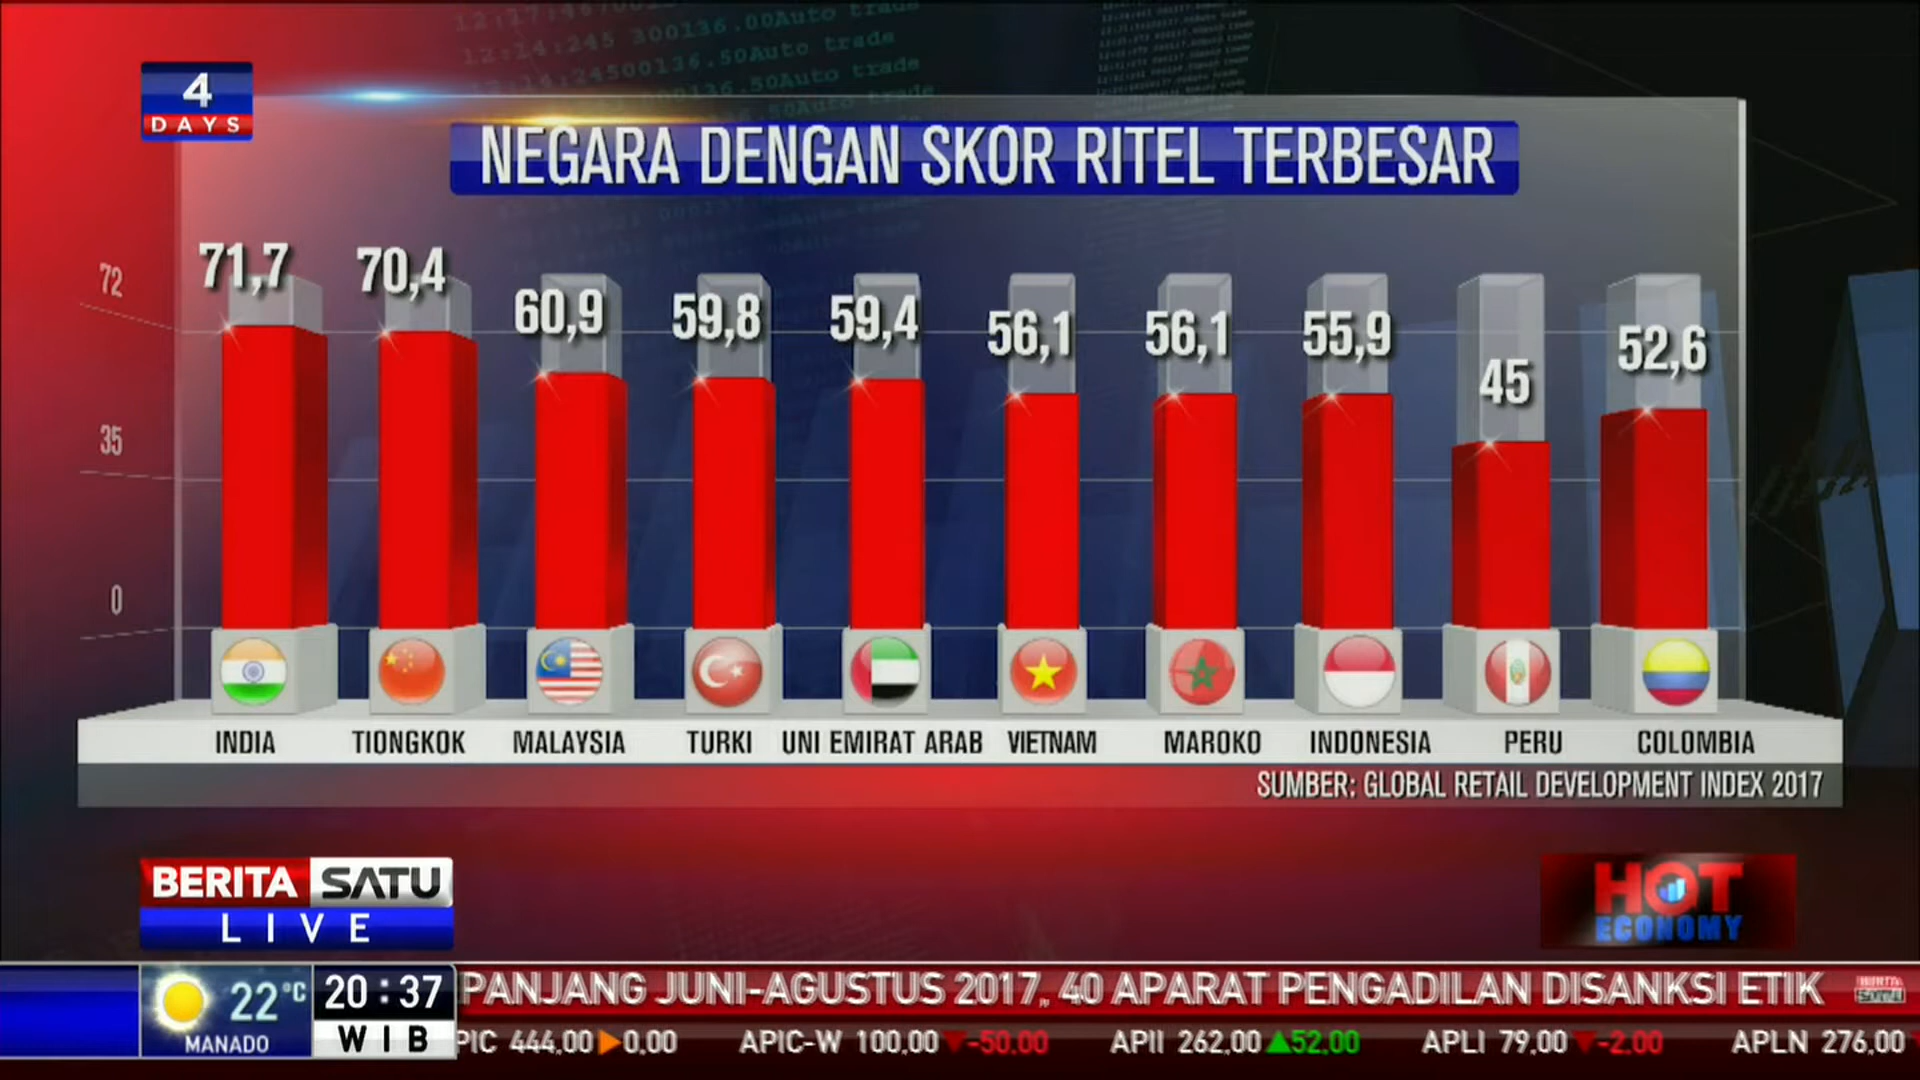 4
DAYS
NEGARA DENGAN SKOR RITEL TERBESAR
71,7 70,4 60,9 59,8 59,4 56,1 56,1 55,9 45 52,6
72
35
0
INDIA TIONGKOK MALAYSIA TURKI UNI EMIRAT ARAB VIETNAM MAROKO INDONESIA PERU COLOMBIA
SUMBER: GLOBAL RETAIL DEVELOPMENT INDEX 2017
BERITA SATU
LIVE
HOT
ECONOMY
22°C
MANADO
20:37
WIB
PANJANG JUNI-AGUSTUS 2017, 40 APARAT PENGADILAN DISANKSI ETIK
PIC 444,00 0,00 APIC-W 100,00 -50,00 APII 262,00 52,00 APLI 79,00 -2,00 APLN 276,00